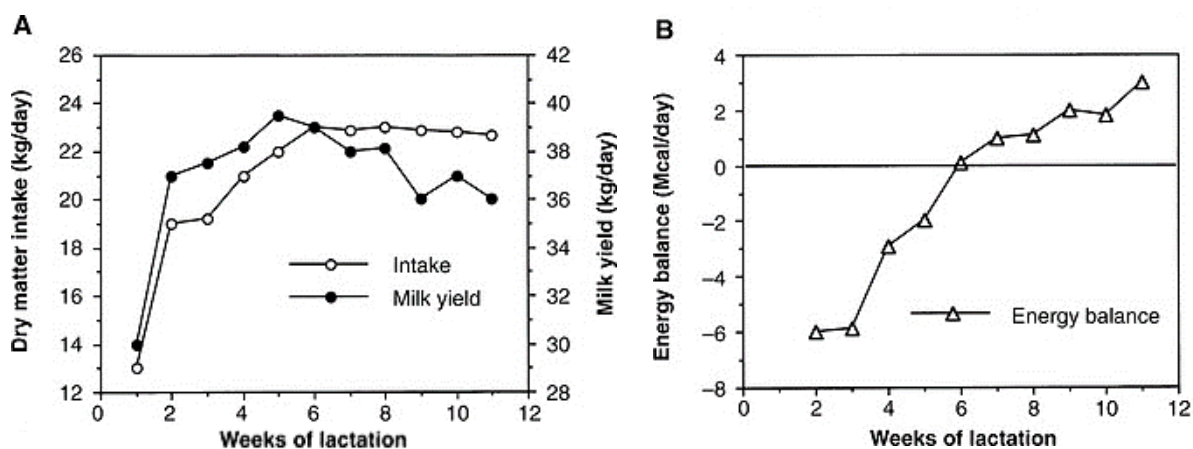 A
Dry matter intake (kg/day)
26
24
22
20
18
16
14
12
42
40
38
36
34
32
30
28
Milk yield (kg/day)
Intake
Milk yield
0 2 4 6 8 10 12
Weeks of lactation
B
Energy balance (Mcal/day)
4
2
0
−2
−4
−6
−8
Energy balance
0 2 4 6 8 10 12
Weeks of lactation